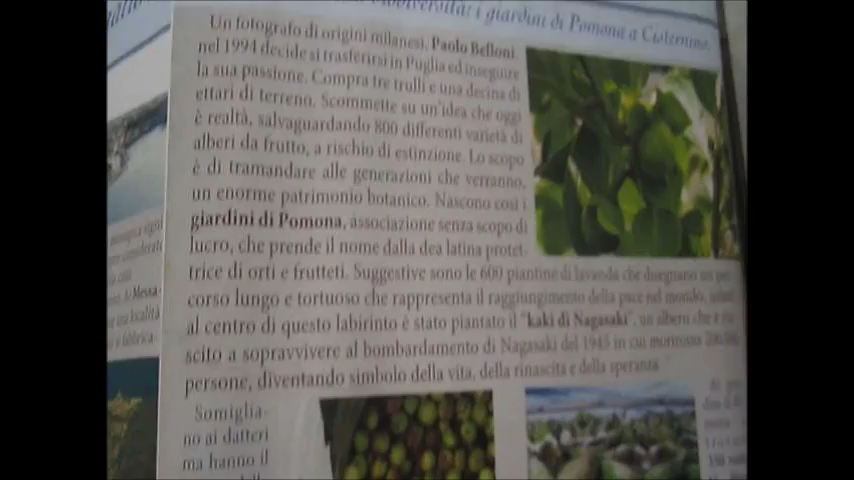 biodiversità: i giardini di Pomona a Cisternino.
Un fotografo di origini milanesi, Paolo Belloni
nel 1994 decide si trasferirsi in Puglia ed inseguire
la sua passione. Compra tre trulli e una decina di
ettari di terreno. Scommette su un'idea che oggi
è realtà, salvaguardando 800 differenti varietà di
alberi da frutto, a rischio di estinzione. Lo scopo
è di tramandare alle generazioni che verranno,
un enorme patrimonio botanico. Nascono così i
giardini di Pomona, associazione senza scopo di
lucro, che prende il nome dalla dea latina protet-
trice di orti e frutteti. Suggestive sono le 600 piantine di lavanda che disegnano un per-
corso lungo e tortuoso che rappresenta il raggiungimento della pace nel mondo,
al centro di questo labirinto è stato piantato il "kaki di Nagasaki", un albero che è riu-
scito a sopravvivere al bombardamento di Nagasaki del 1945 in cui morirono
persone, diventando simbolo della vita, della rinascita e della speranza
Somiglia-
no ai datteri
ma hanno il